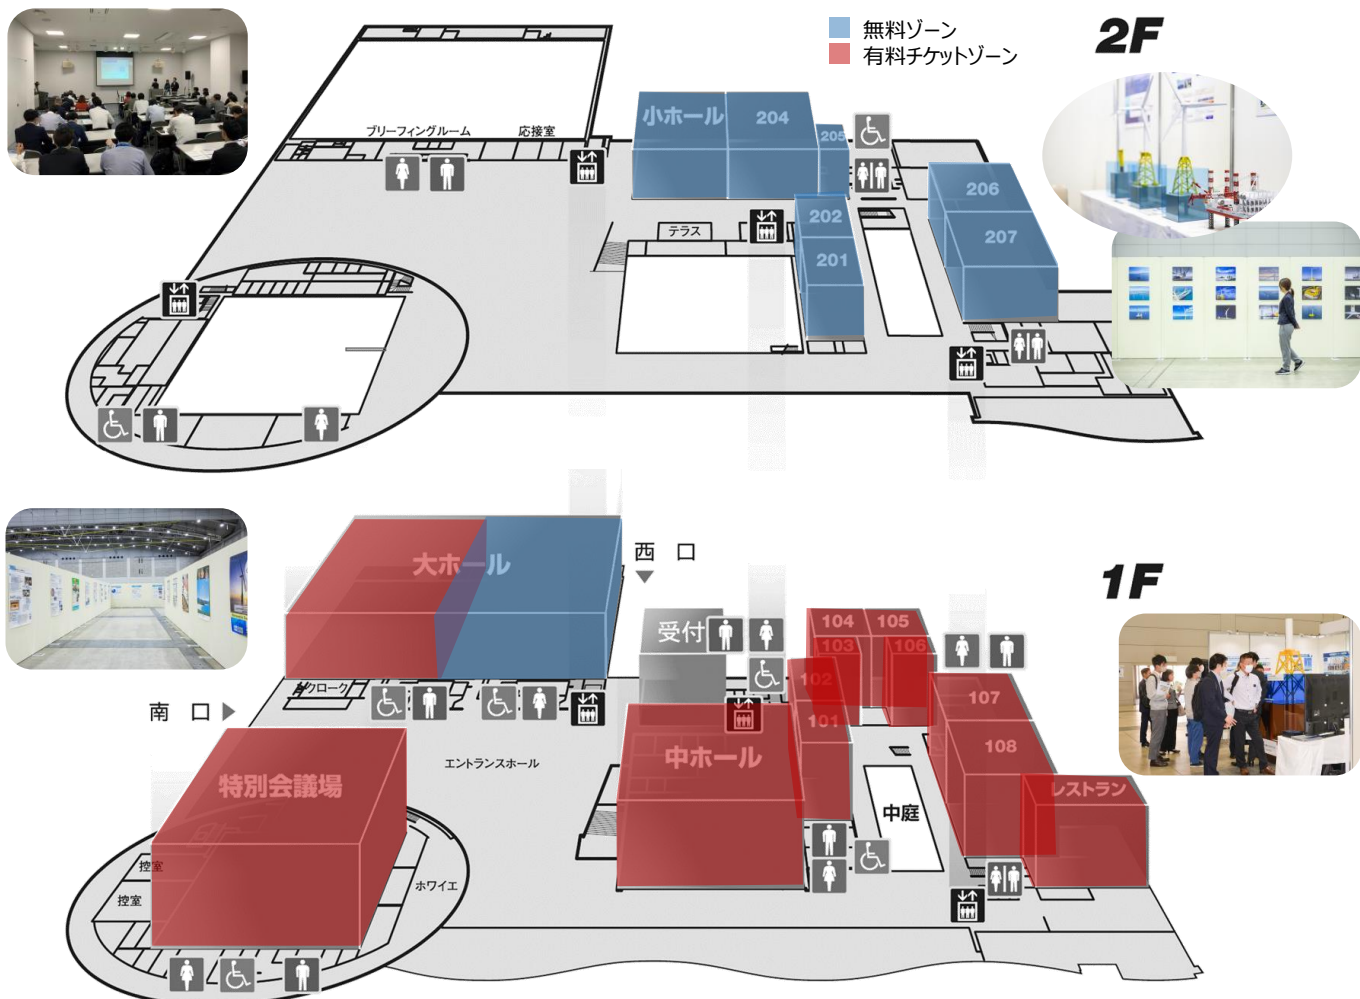 無料ゾーン
有料チケットゾーン
2F
小ホール
204
205
ブリーフィングルーム
応接室
206
202
207
テラス
201
1F
西 口
大ホール
受付
104
105
103
106
102
クローク
107
南 口
101
108
エントランスホール
中ホール
特別会議場
レストラン
中庭
控室
ホワイエ
控室